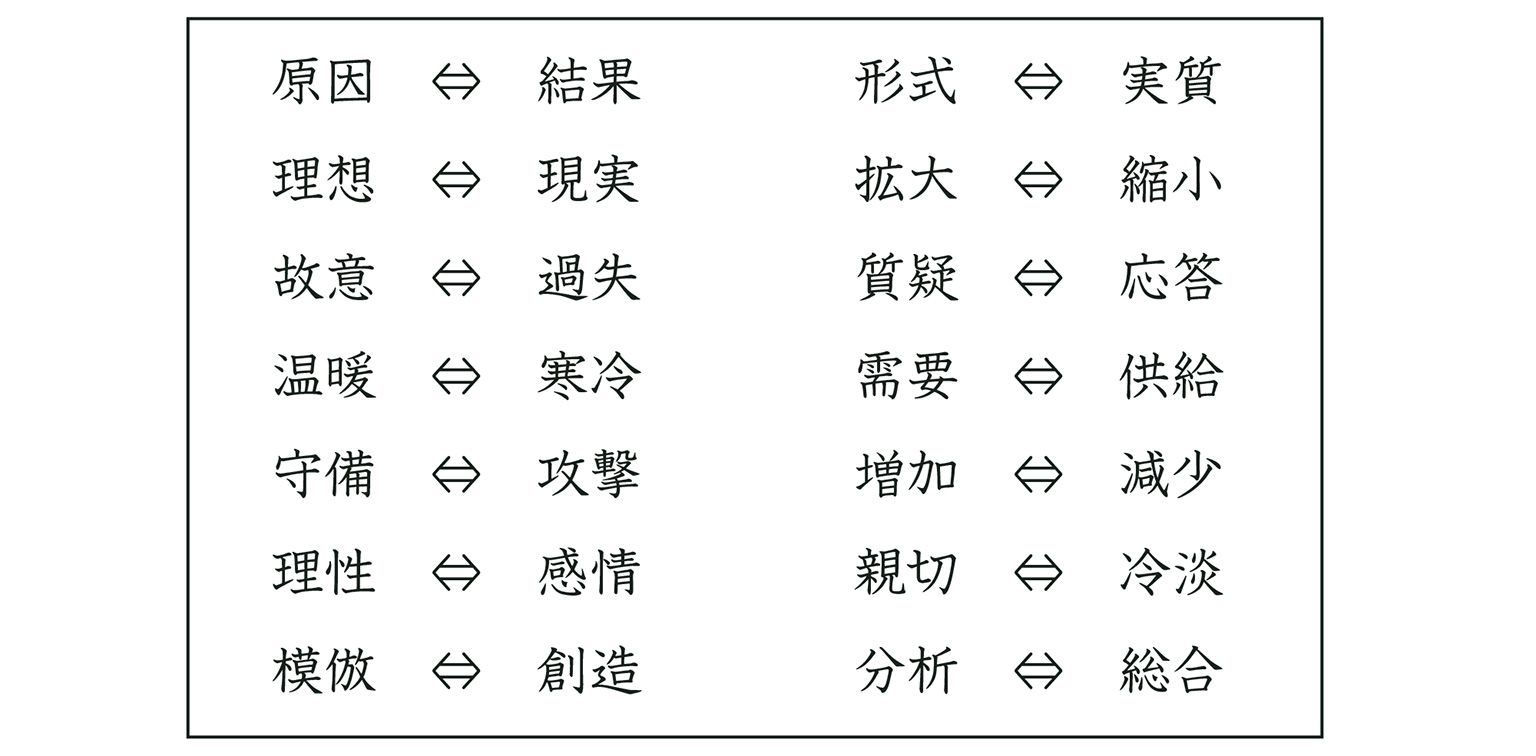 原因 ⇔ 結果 形式 ⇔ 実質
理想 ⇔ 現実 拡大 ⇔ 縮小
故意 ⇔ 過失 質疑 ⇔ 応答
温暖 ⇔ 寒冷 需要 ⇔ 供給
守備 ⇔ 攻撃 増加 ⇔ 減少
理性 ⇔ 感情 親切 ⇔ 冷淡
模倣 ⇔ 創造 分析 ⇔ 総合